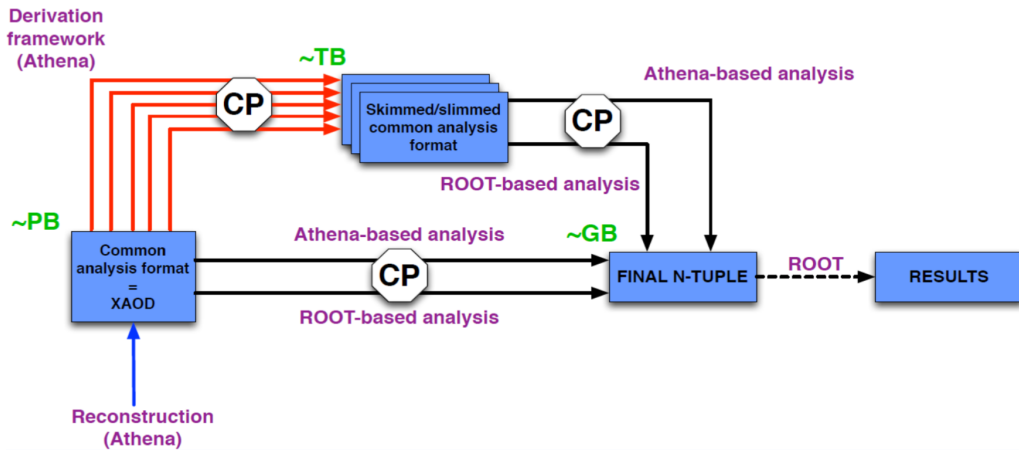 Derivation
framework
(Athena)
~TB
CP
Skimmed/slimmed
common analysis
format
CP
Athena-based analysis
ROOT-based analysis
~PB
Common
analysis format
=
XAOD
Athena-based analysis
CP
ROOT-based analysis
~GB
FINAL N-TUPLE
ROOT
RESULTS
Reconstruction
(Athena)